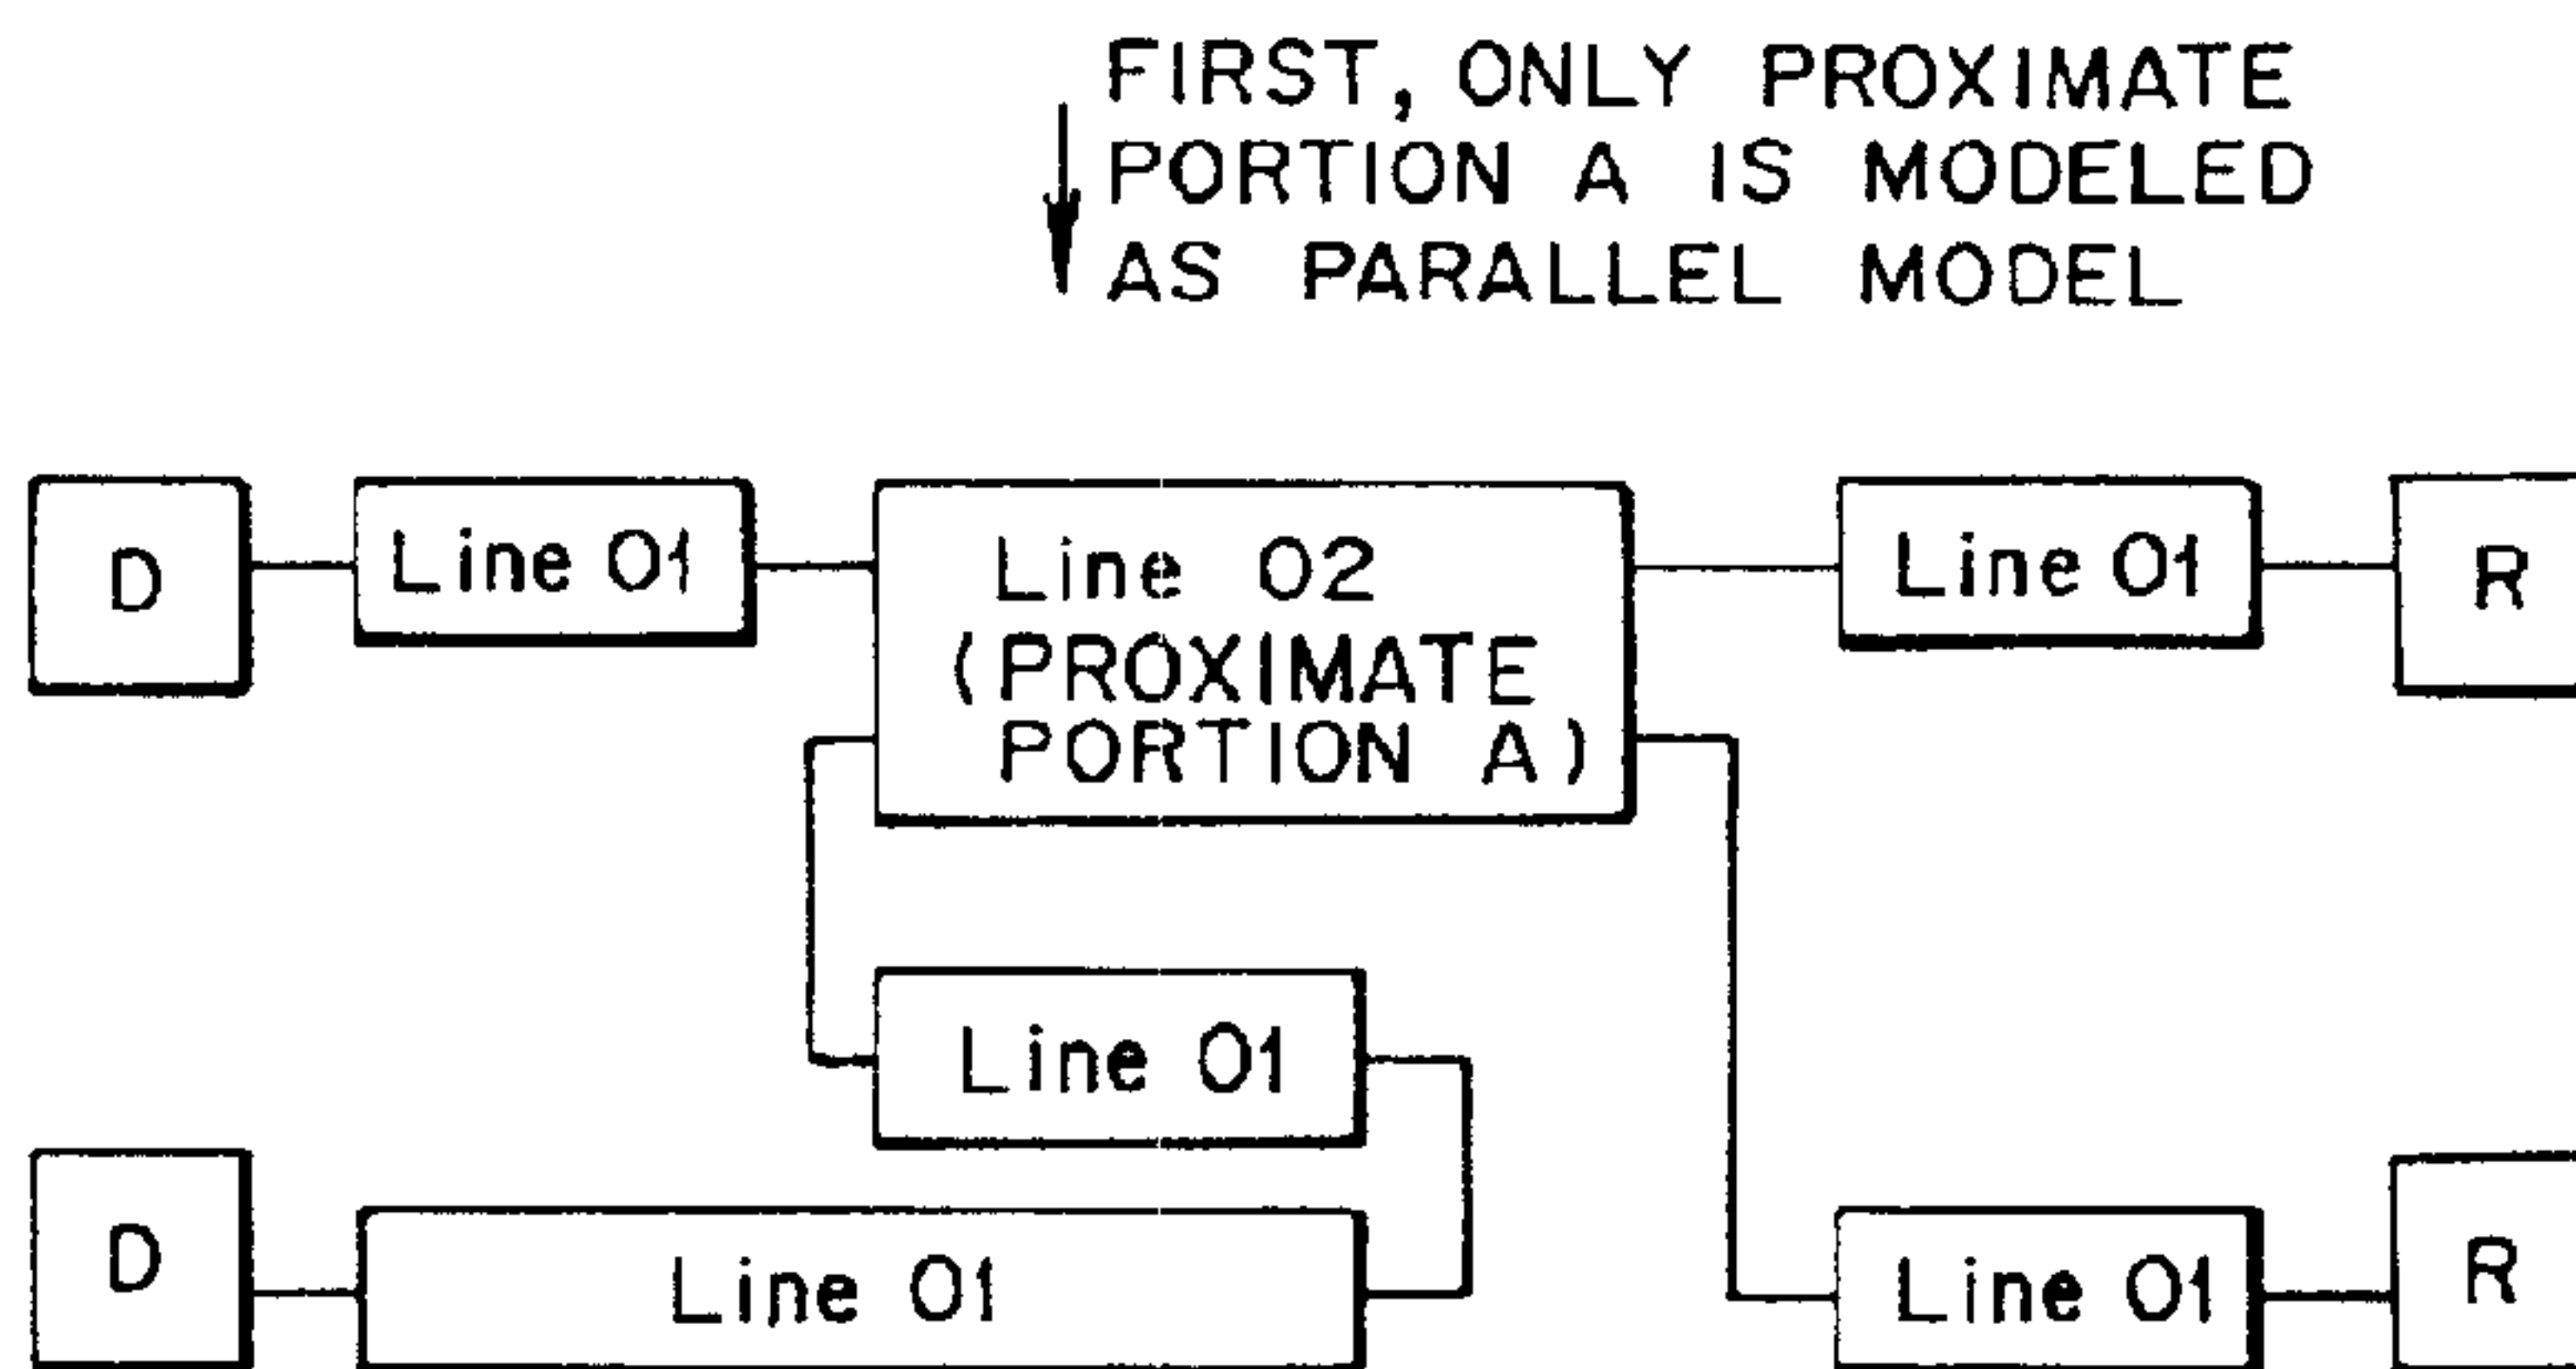 FIRST, ONLY PROXIMATE
PORTION A IS MODELED
AS PARALLEL MODEL
D
Line 01
Line 02
(PROXIMATE
PORTION A)
Line 01
R
Line 01
D
Line 01
Line 01
R